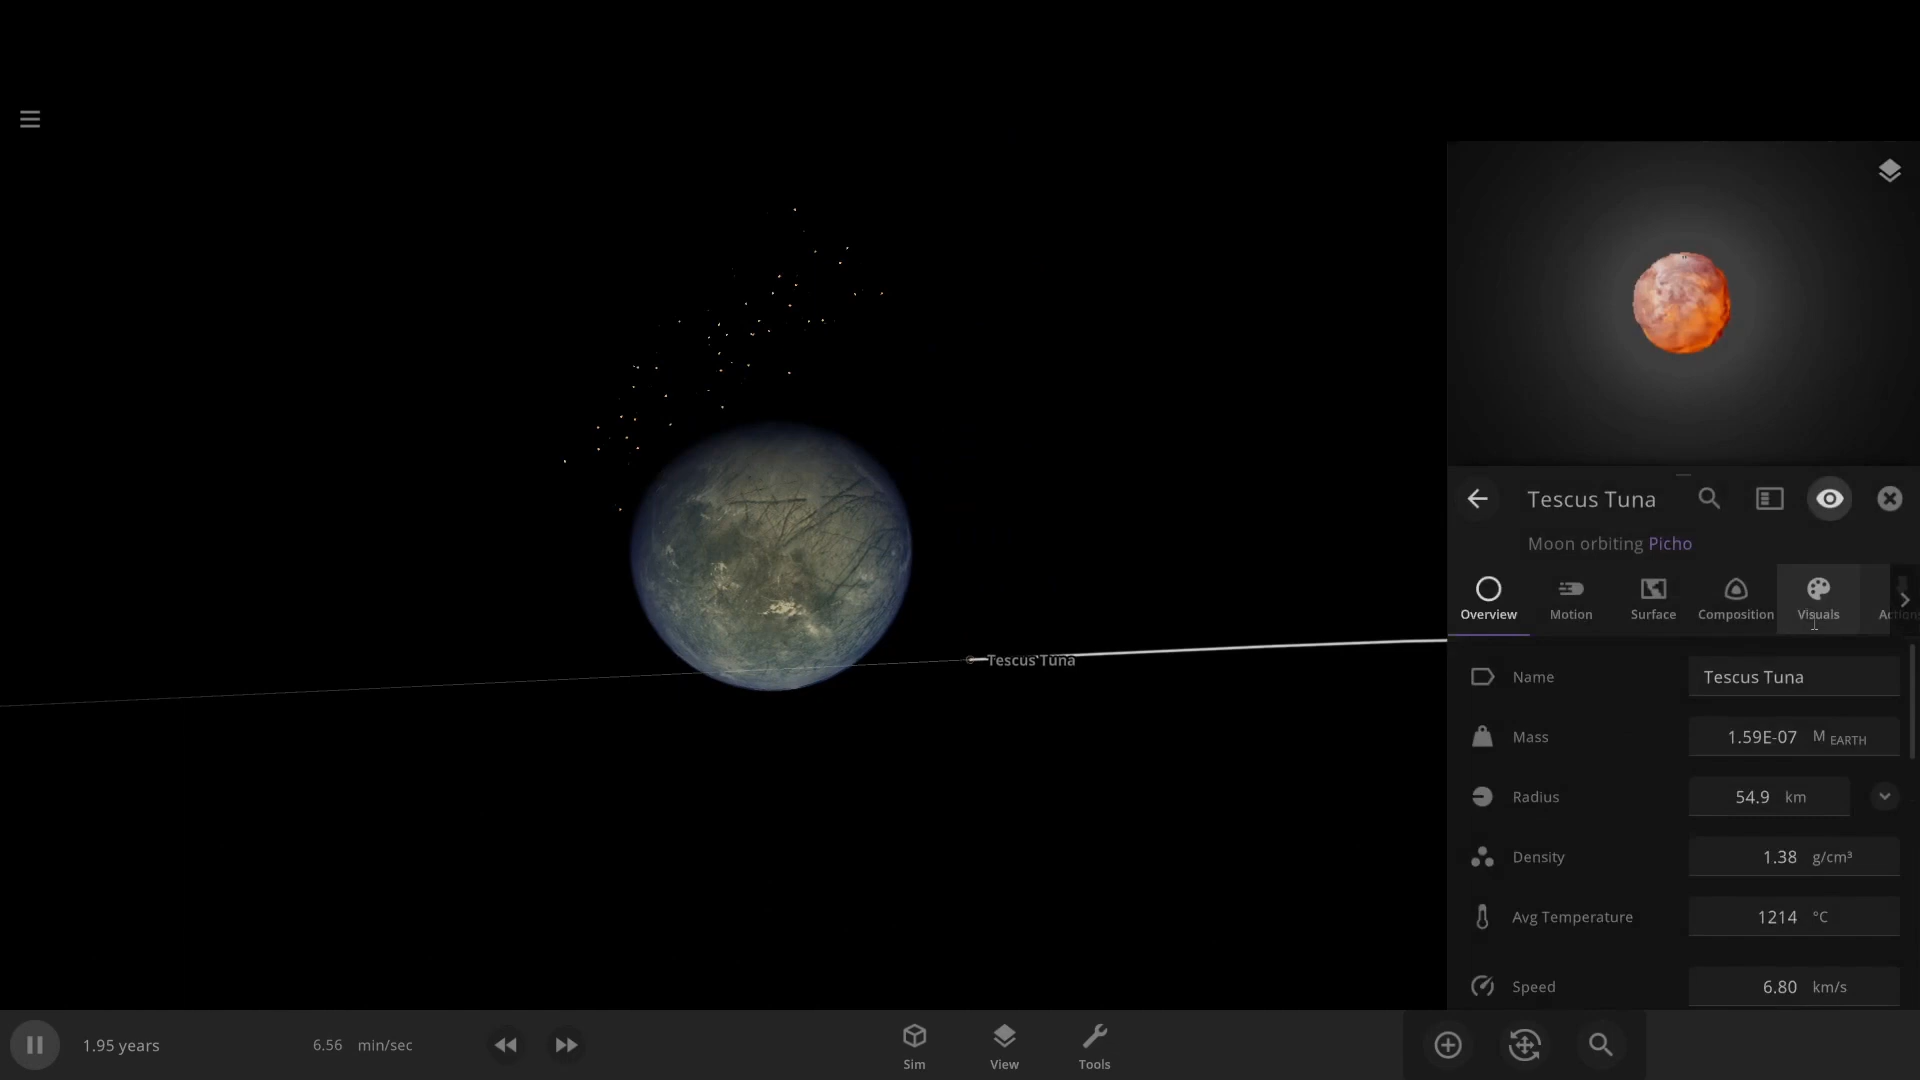 Tescus Tuna
Moon orbiting Picho
Overview
Motion
Surface
Composition
Visuals
Name
Tescus Tuna
Mass
1.59E-07 M EARTH
Radius
54.9 km
Density
1.38 g/cm³
Avg Temperature
1214 °C
Speed
6.80 km/s
Tescus Tuna
1.95 years
6.56 min/sec
Sim
View
Tools